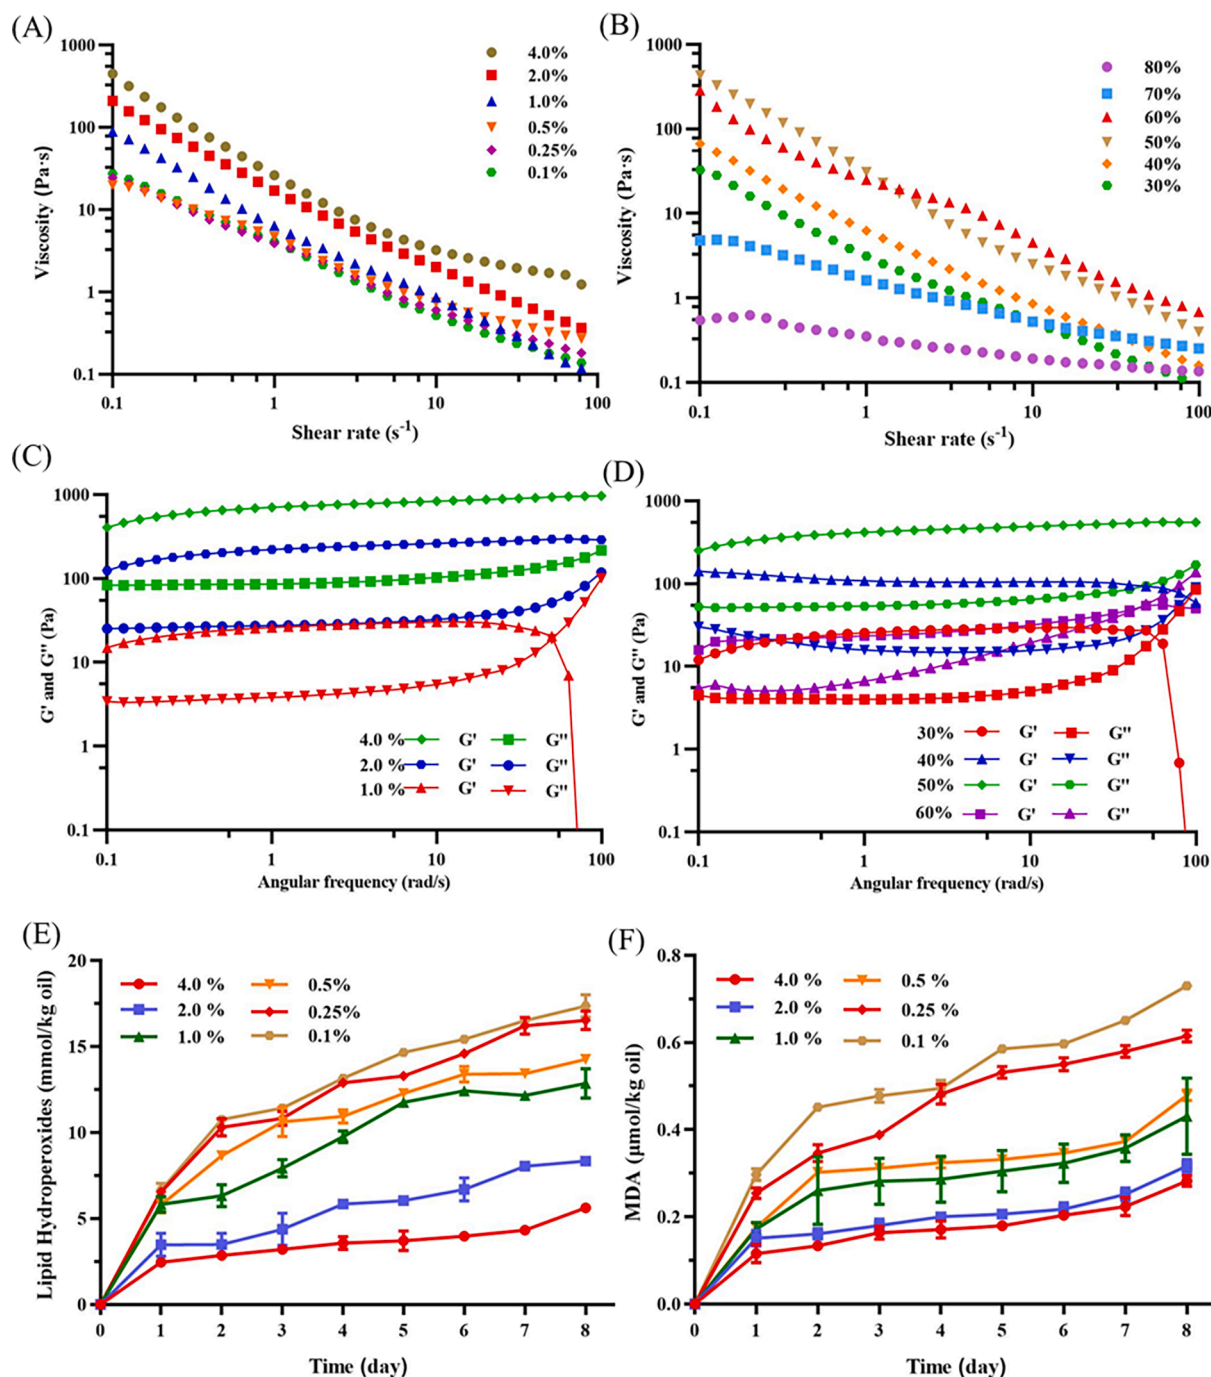 (A)
1000
100
10
1
0.1
Viscosity (Pa·s)
0.1 1 10 100
Shear rate (s⁻¹)
4.0%
2.0%
1.0%
0.5%
0.25%
0.1%
(B)
1000
100
10
1
0.1
Viscosity (Pa·s)
0.1 1 10 100
Shear rate (s⁻¹)
80%
70%
60%
50%
40%
30%
(C)
1000
100
10
1
0.1
G' and G'' (Pa)
4.0 % G' G''
2.0 % G' G''
1.0 % G' G''
0.1 1 10 100
Angular frequency (rad/s)
(D)
1000
100
10
1
0.1
G' and G'' (Pa)
30% G' G''
40% G' G''
50% G' G''
60% G' G''
0.1 1 10 100
Angular frequency (rad/s)
(E)
20
15
10
5
0
Lipid Hydroperoxides (mmol/kg oil)
4.0 % 0.5%
2.0 % 0.25%
1.0 % 0.1%
0 1 2 3 4 5 6 7 8
Time (day)
(F)
0.8
0.6
0.4
0.2
0.0
MDA (μmol/kg oil)
4.0 % 0.5 %
2.0 % 0.25 %
1.0 % 0.1 %
0 1 2 3 4 5 6 7 8
Time (day)